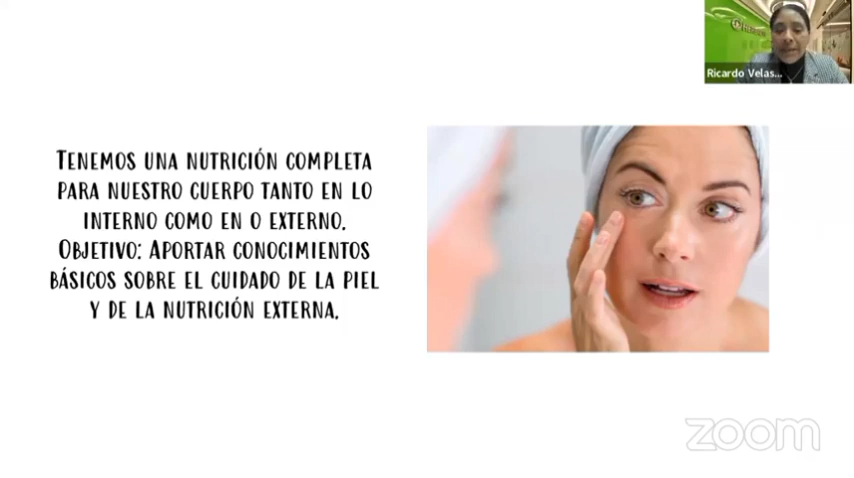 Ricardo Velas...
TENEMOS UNA NUTRICIÓN COMPLETA
PARA NUESTRO CUERPO TANTO EN LO
INTERNO COMO EN O EXTERNO.
OBJETIVO: APORTAR CONOCIMIENTOS
BÁSICOS SOBRE EL CUIDADO DE LA PIEL
Y DE LA NUTRICIÓN EXTERNA.
zoom